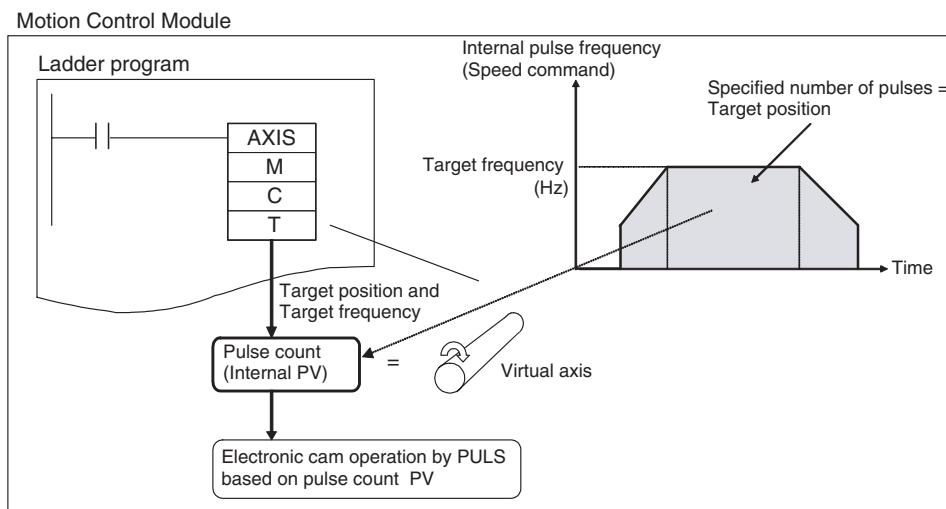 Motion Control Module
Ladder program
AXIS
M
C
T
Target position and
Target frequency
Pulse count
(Internal PV)
=
Virtual axis
Electronic cam operation by PULS
based on pulse count PV
Internal pulse frequency
(Speed command)
Specified number of pulses =
Target position
Target frequency
(Hz)
Time